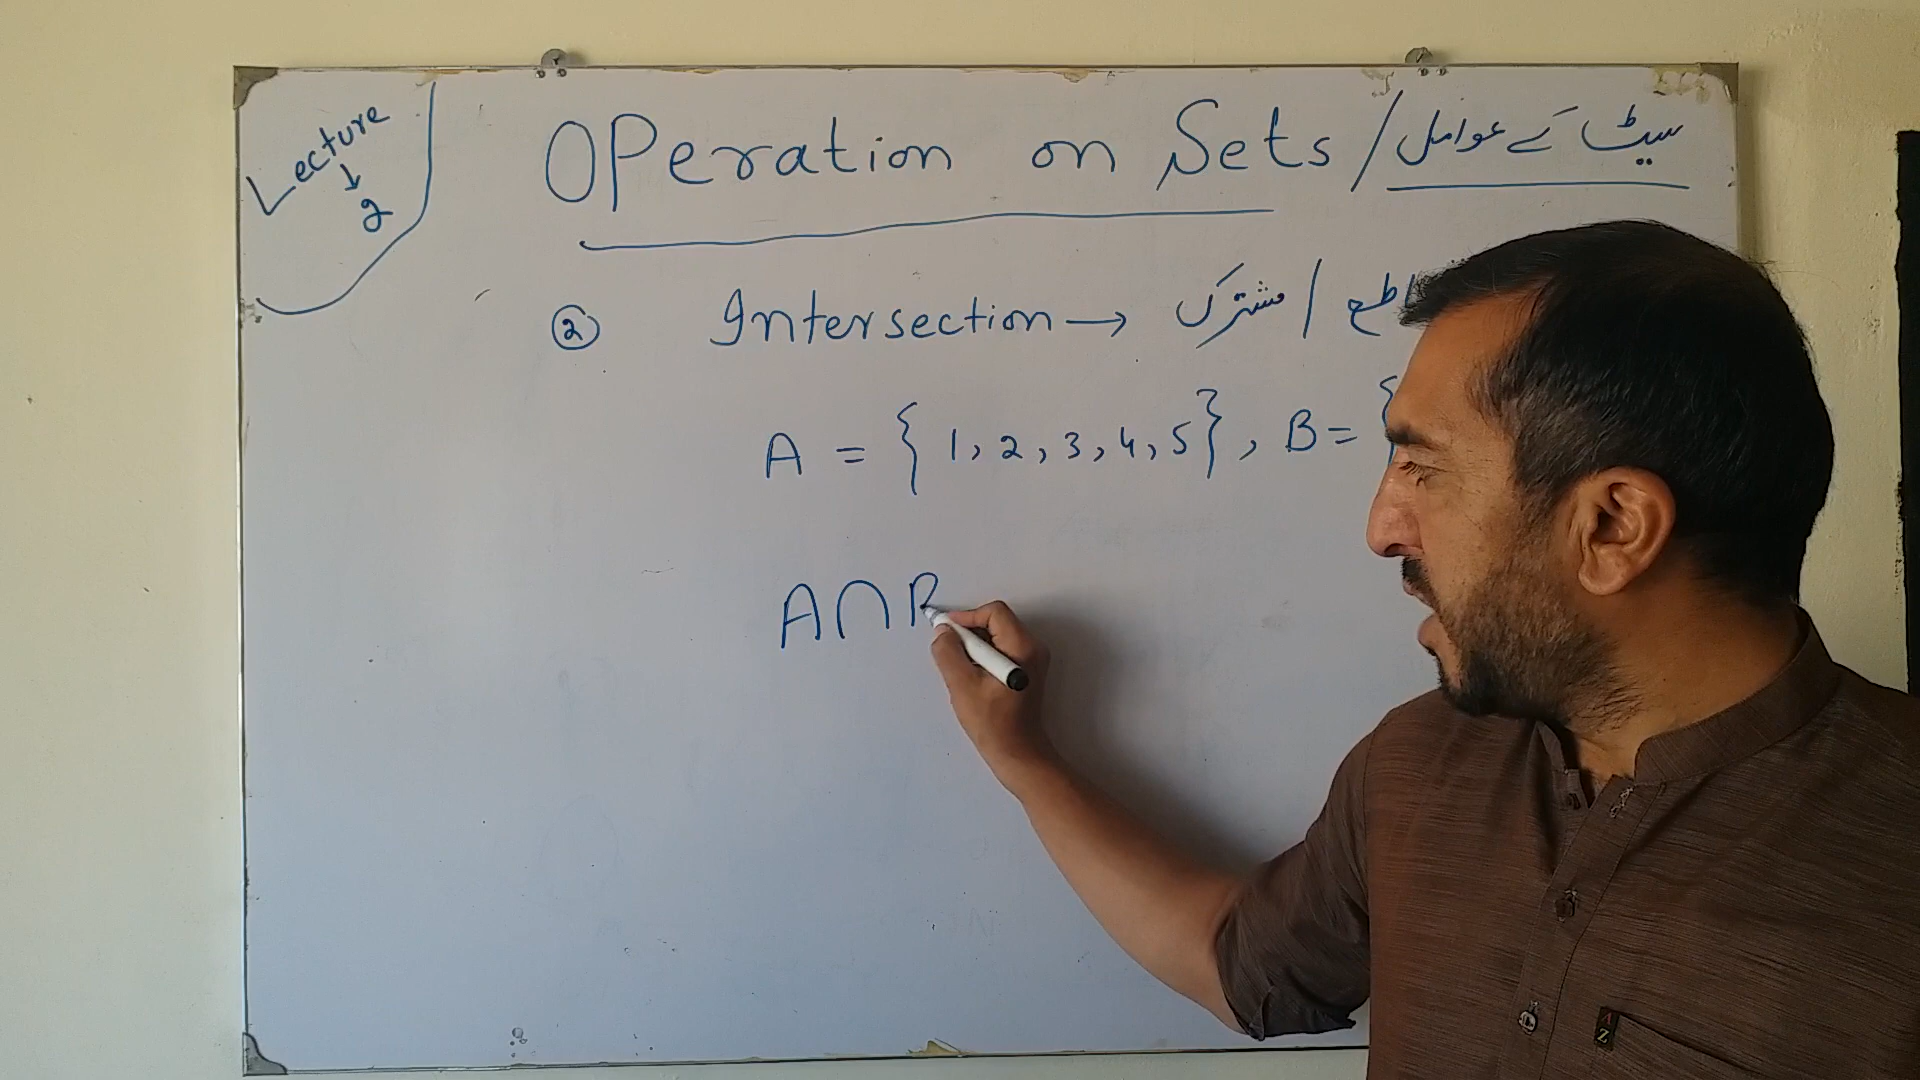 Lecture
↓
2
OPeration on Sets / سیٹ کے عوامل
② Intersection → مشترک /
A = { 1, 2, 3, 4, 5 } , B = {
A ∩ B
A
Z